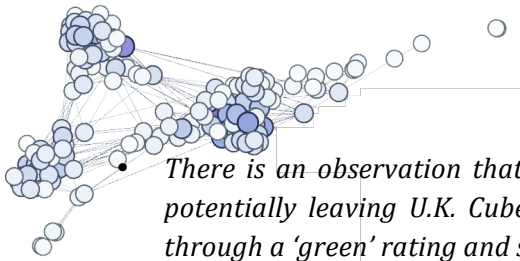 There is an observation that
potentially leaving U.K. Cube
through a ‘green’ rating and s